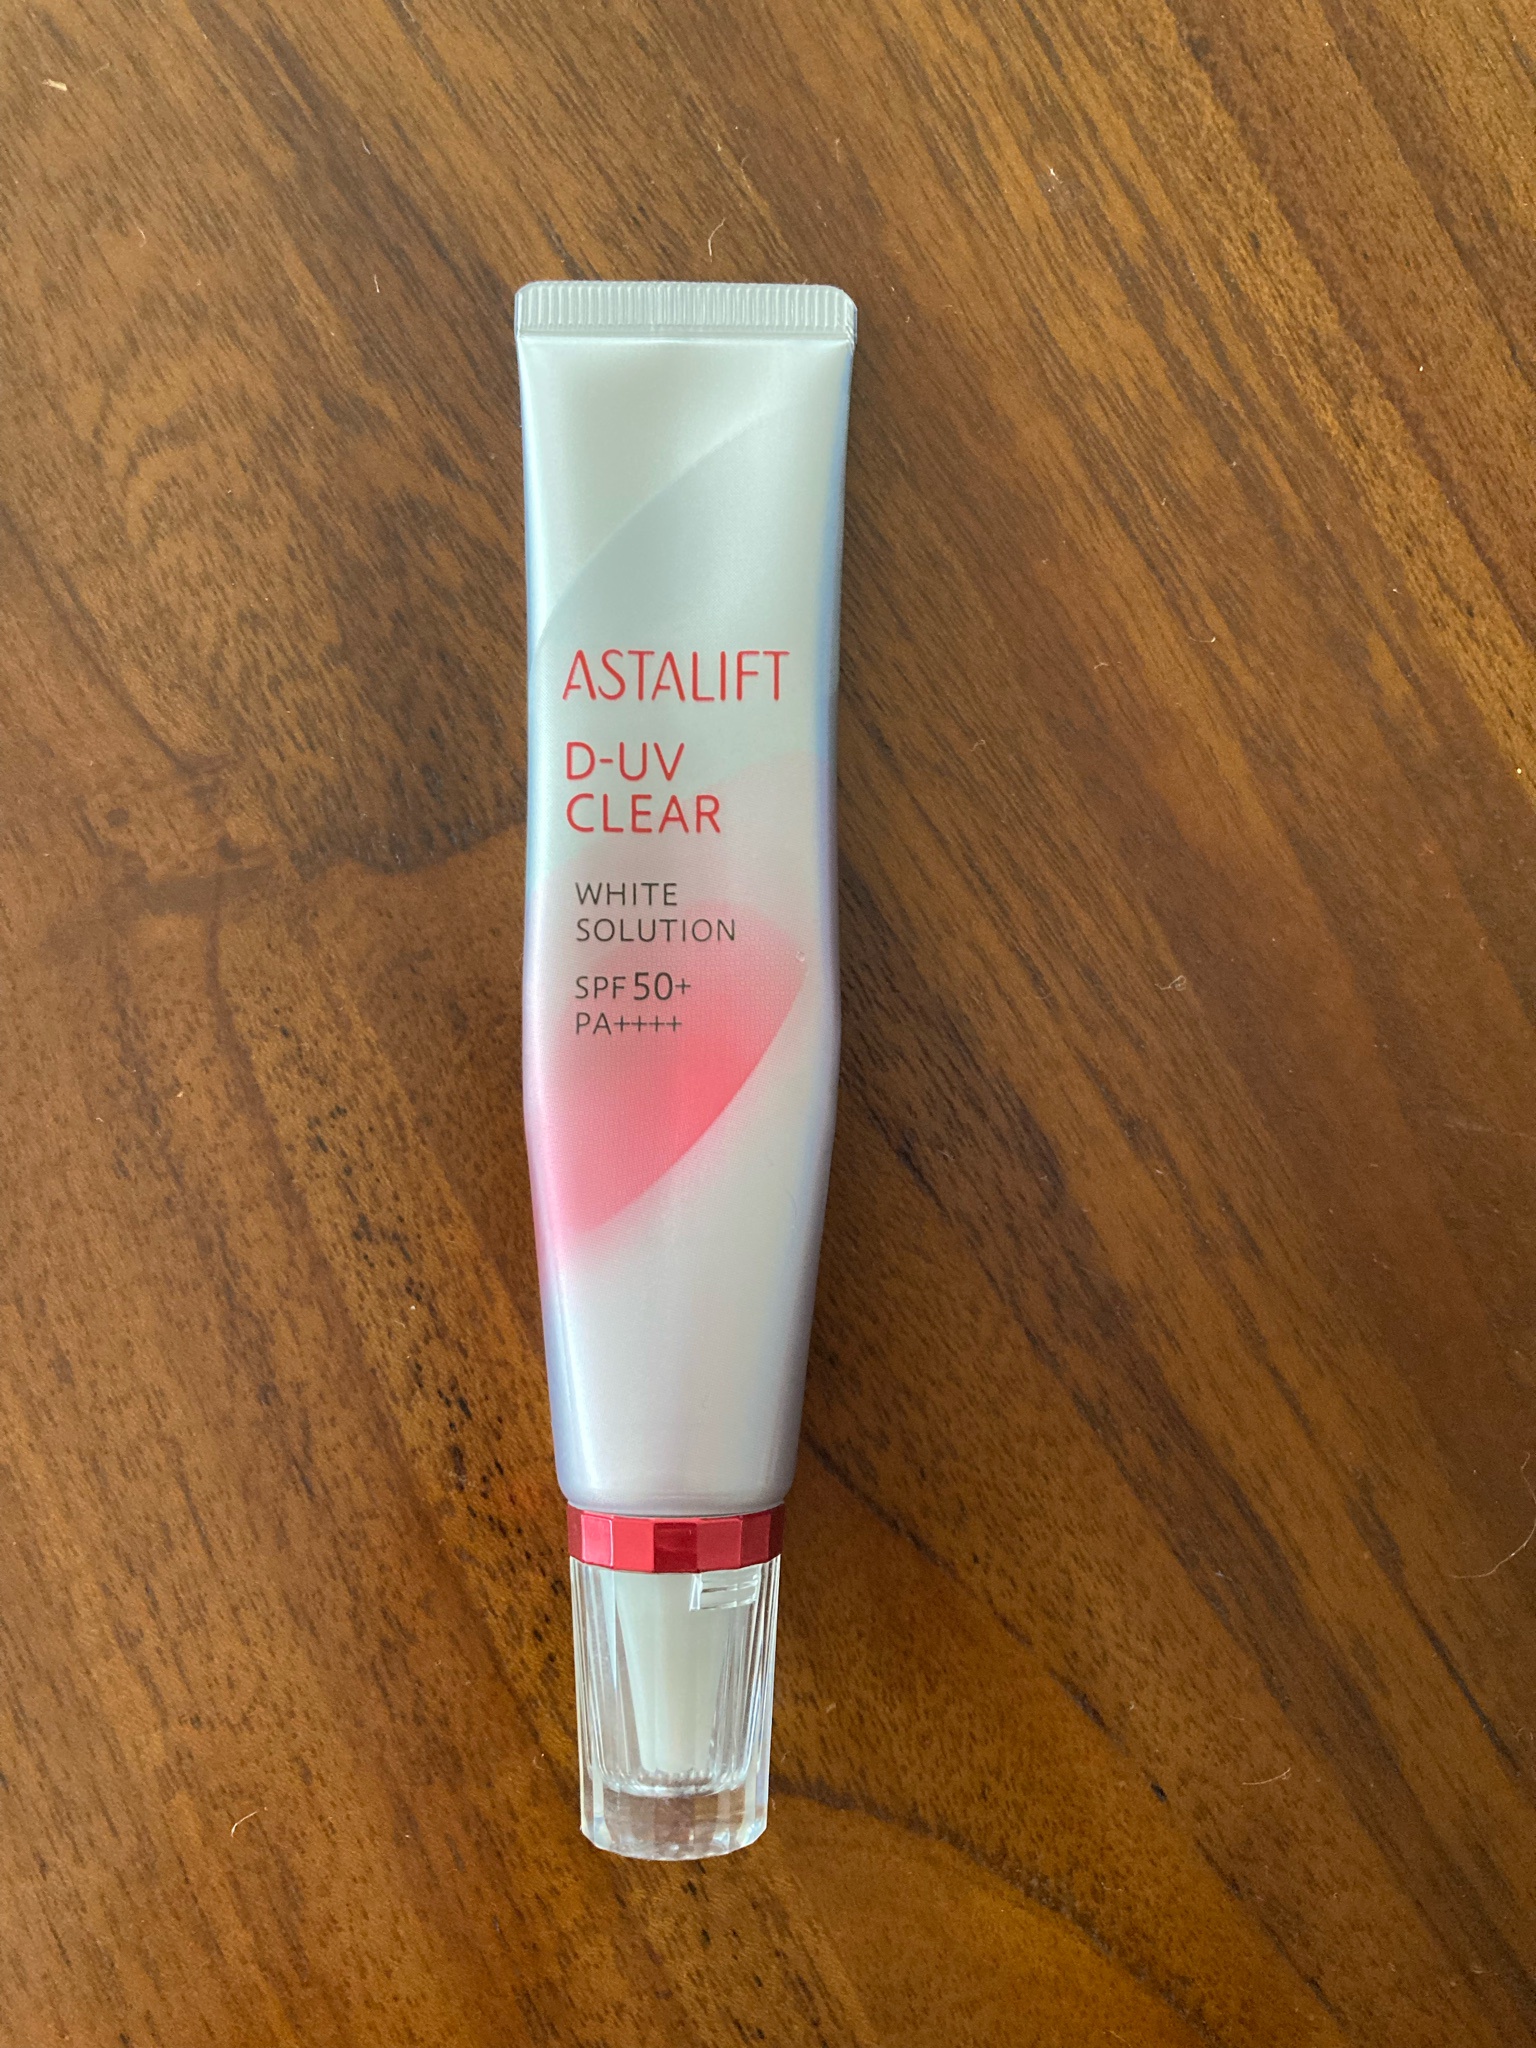 ASTALIFT
D-UV
CLEAR
WHITE
SOLUTION
SPF50+
PA++++